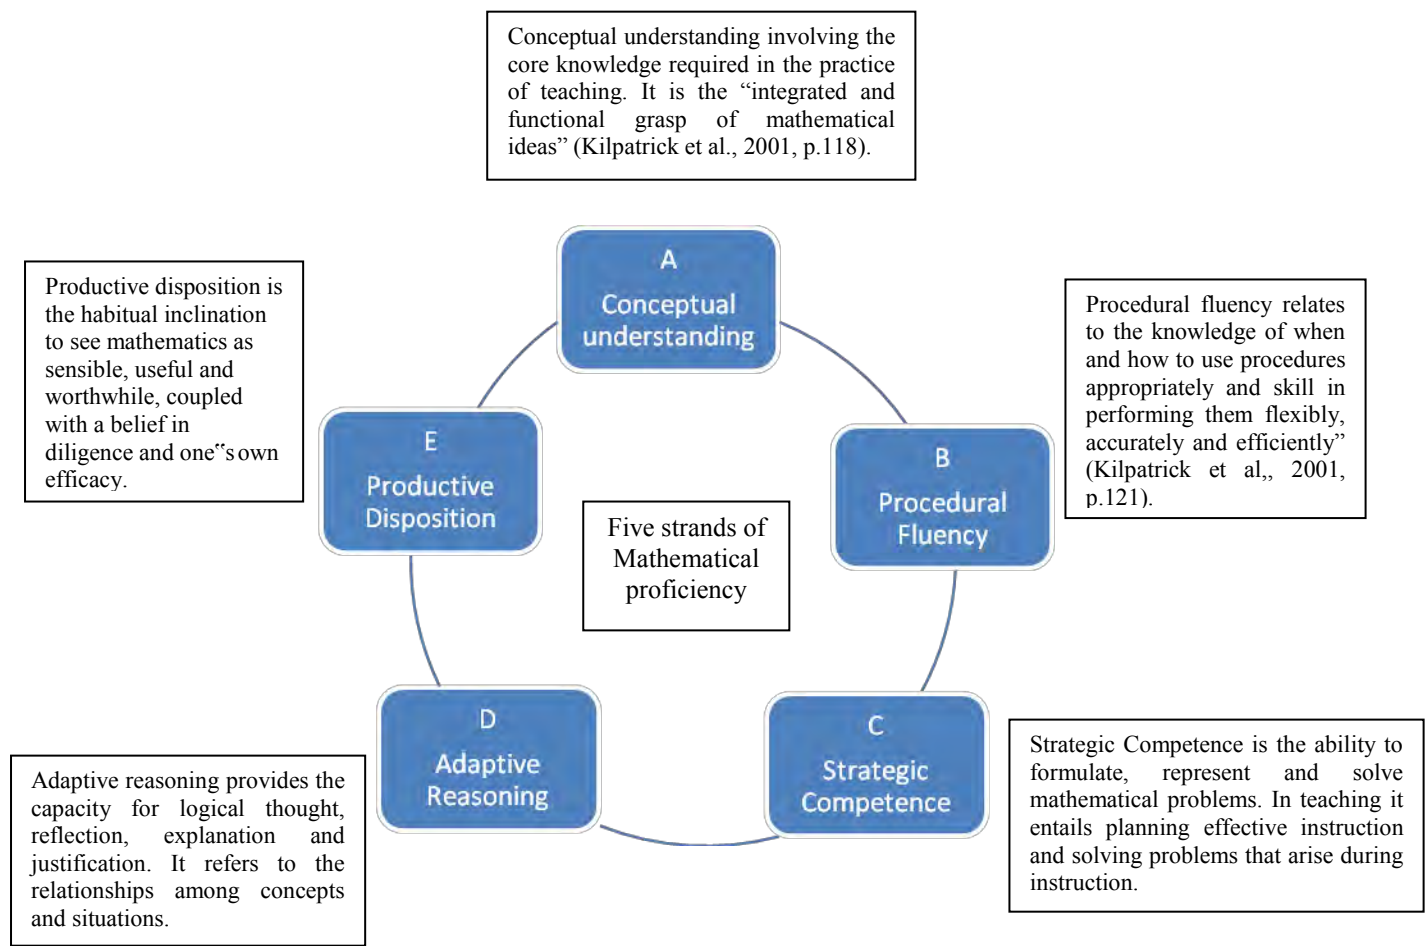 Conceptual understanding involving the
core knowledge required in the practice
of teaching. It is the “integrated and
functional grasp of mathematical
ideas” (Kilpatrick et al., 2001, p.118).
A
Conceptual
understanding
Productive disposition is
the habitual inclination
to see mathematics as
sensible, useful and
worthwhile, coupled
with a belief in
diligence and one‟s own
efficacy.
Procedural fluency relates
to the knowledge of when
and how to use procedures
appropriately and skill in
performing them flexibly,
accurately and efficiently”
(Kilpatrick et al,, 2001,
p.121).
E
Productive
Disposition
B
Procedural
Fluency
Five strands of
Mathematical
proficiency
D
Adaptive
Reasoning
C
Strategic
Competence
Adaptive reasoning provides the
capacity for logical thought,
reflection, explanation and
justification. It refers to the
relationships among concepts
and situations.
Strategic Competence is the ability to
formulate, represent and solve
mathematical problems. In teaching it
entails planning effective instruction
and solving problems that arise during
instruction.